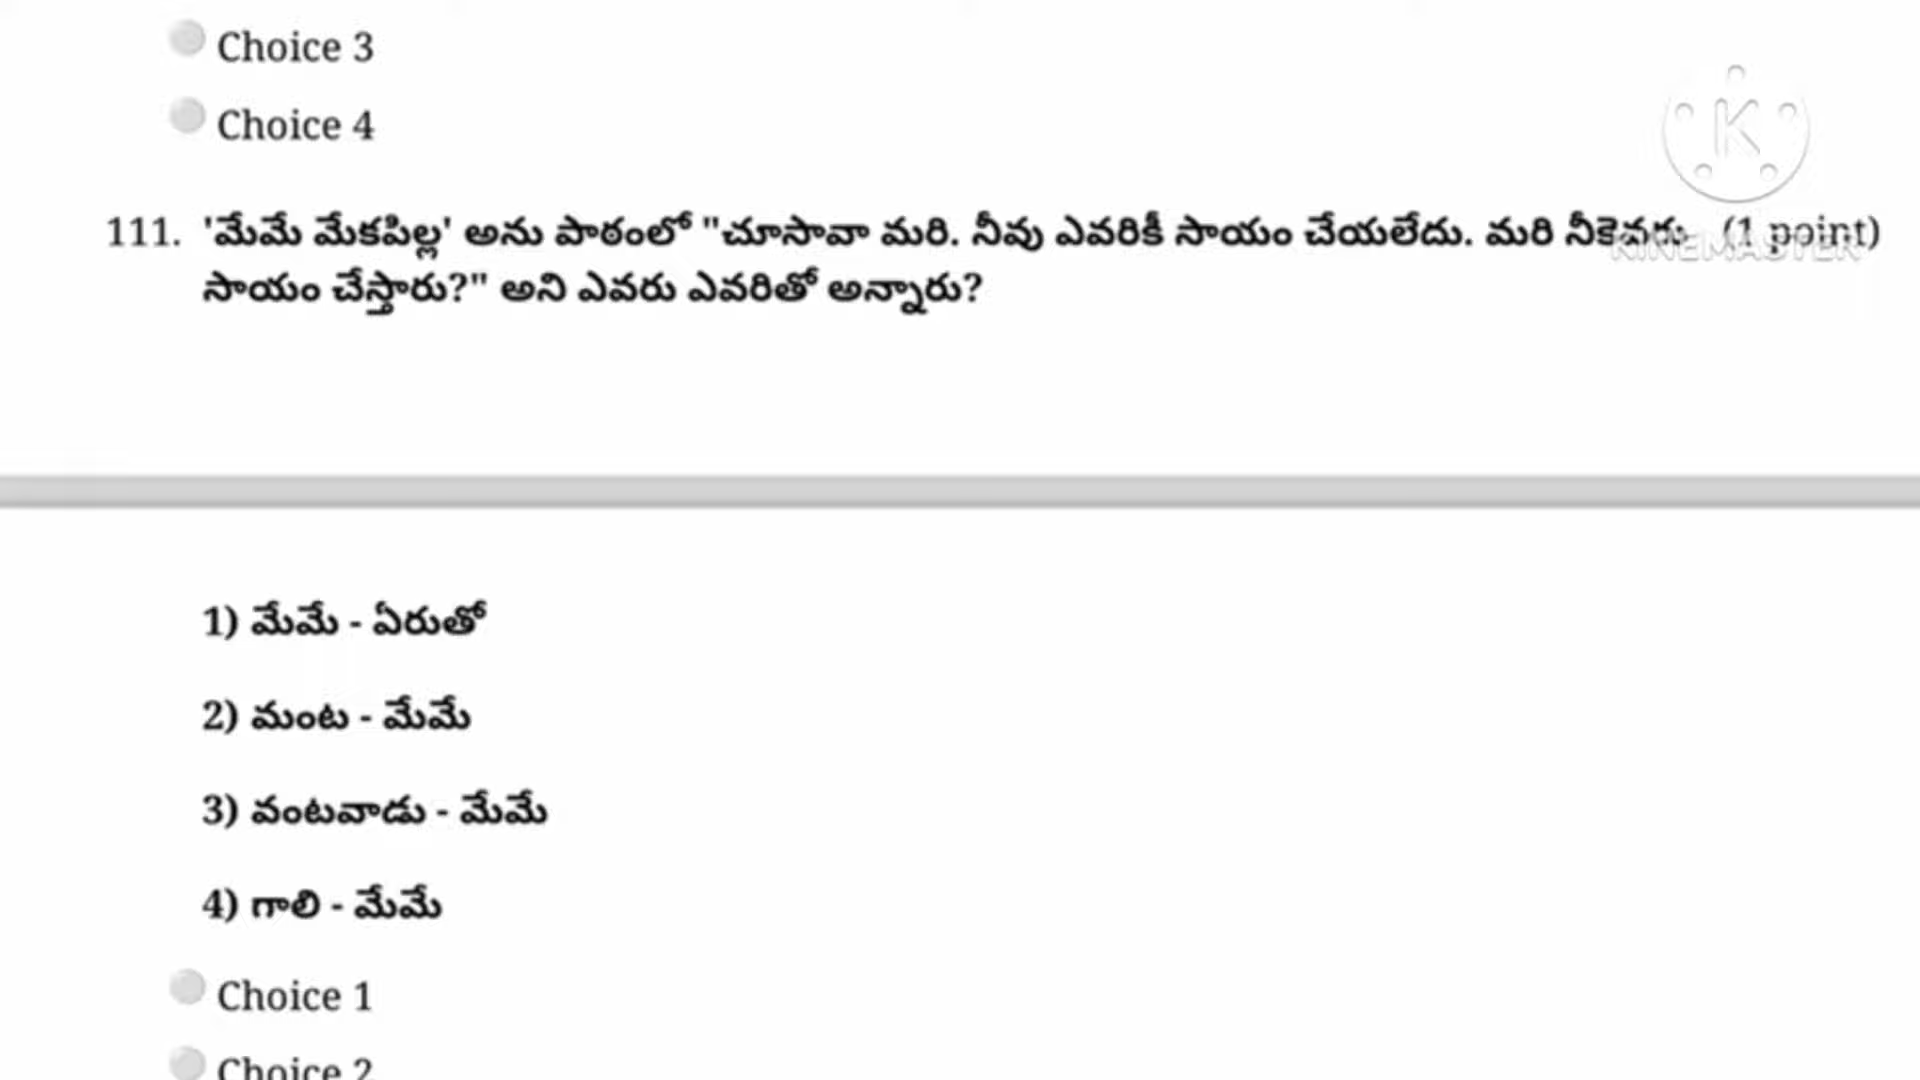 Choice 3
Choice 4
111. 'మేమే మేకపిల్ల' అను పాఠంలో "చూసావా మరి. నీవు ఎవరికీ సాయం చేయలేదు. మరి నీకెవరు (1 point)
సాయం చేస్తారు?" అని ఎవరు ఎవరితో అన్నారు?
K
KINEMASTER
1) మేమే - ఏరుతో
2) మంట - మేమే
3) వంటవాడు - మేమే
4) గాలి - మేమే
Choice 1
Choice 2